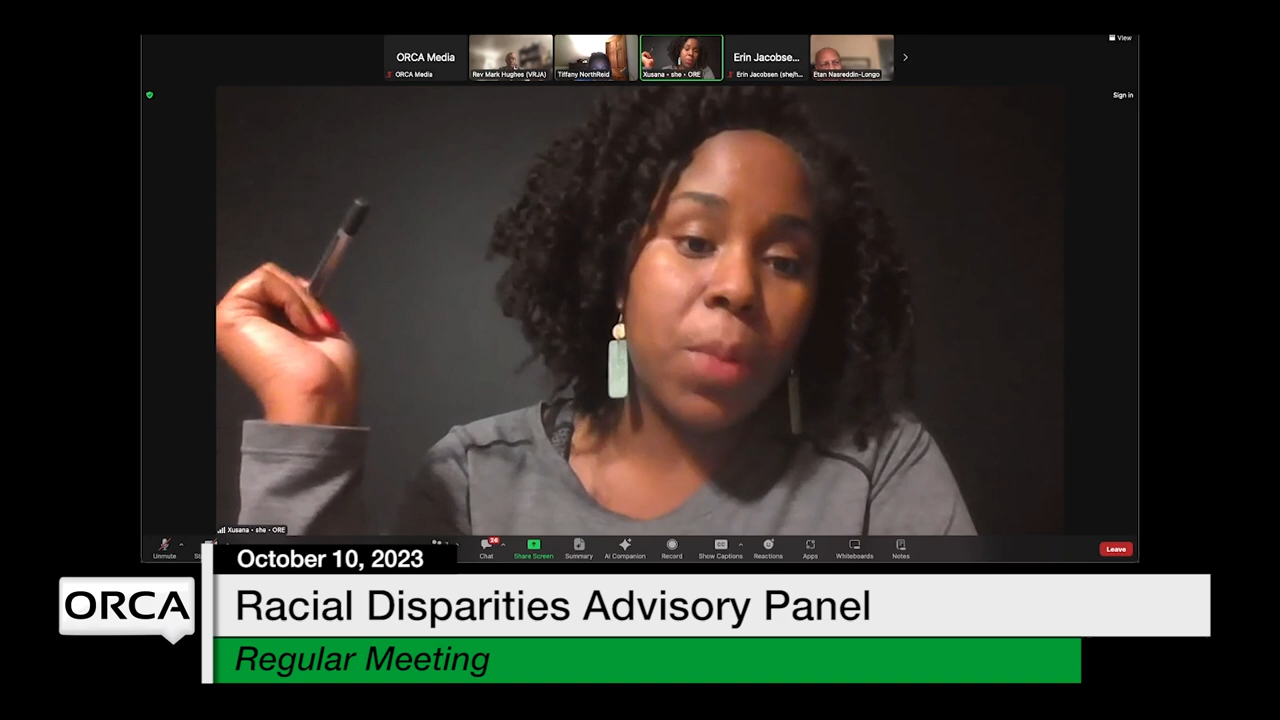 View
ORCA Media
Erin Jacobse...
ORCA Media
Rev Mark Hughes (VRJA)
Tiffany NorthReid
Xusana - she - ORE
Erin Jacobsen (she/h...
Etan Nasreddin-Longo
Sign in
Xusana - she - ORE
Unmute
Chat
26
Share Screen
Summary
AI Companion
Record
Show Captions
CC
Reactions
Apps
Whiteboards
Notes
Leave
October 10, 2023
ORCA
Racial Disparities Advisory Panel
Regular Meeting